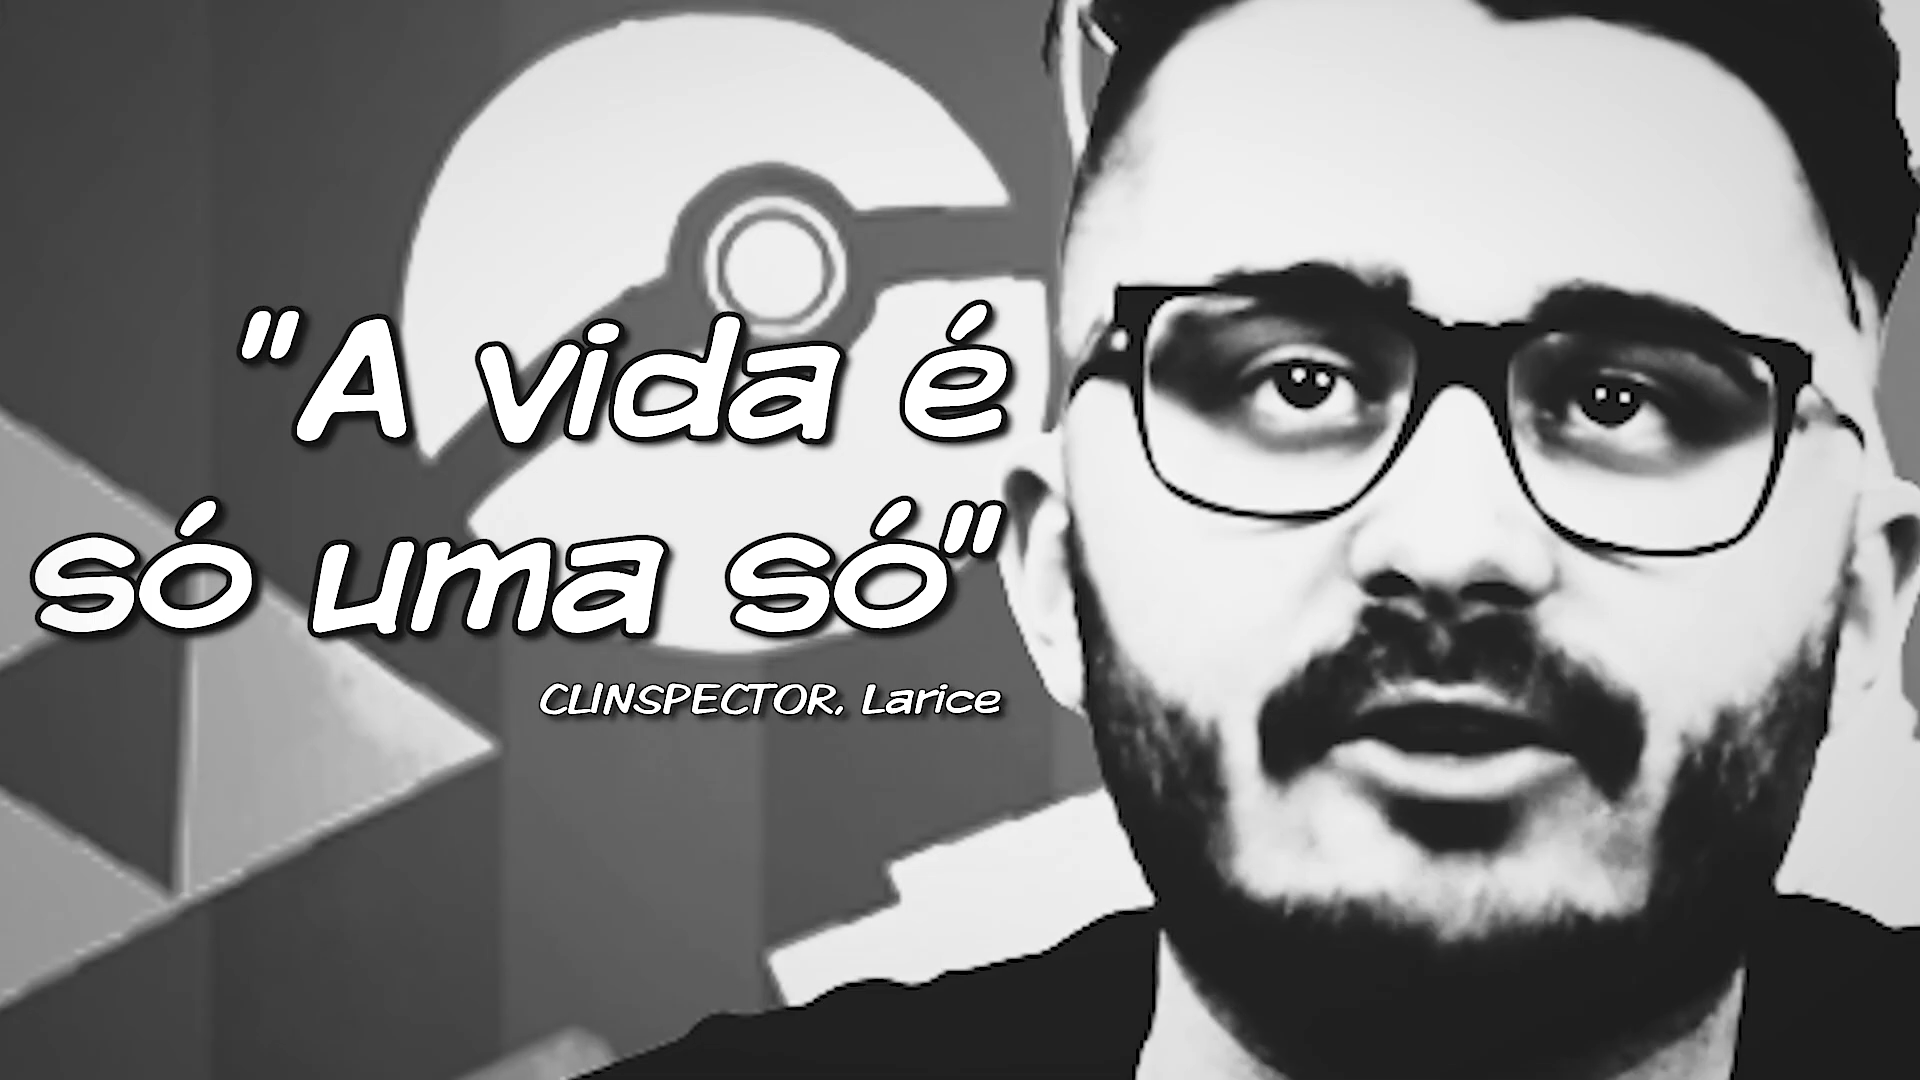 "A vida é
só uma só"
CLINSPECTOR, Larice